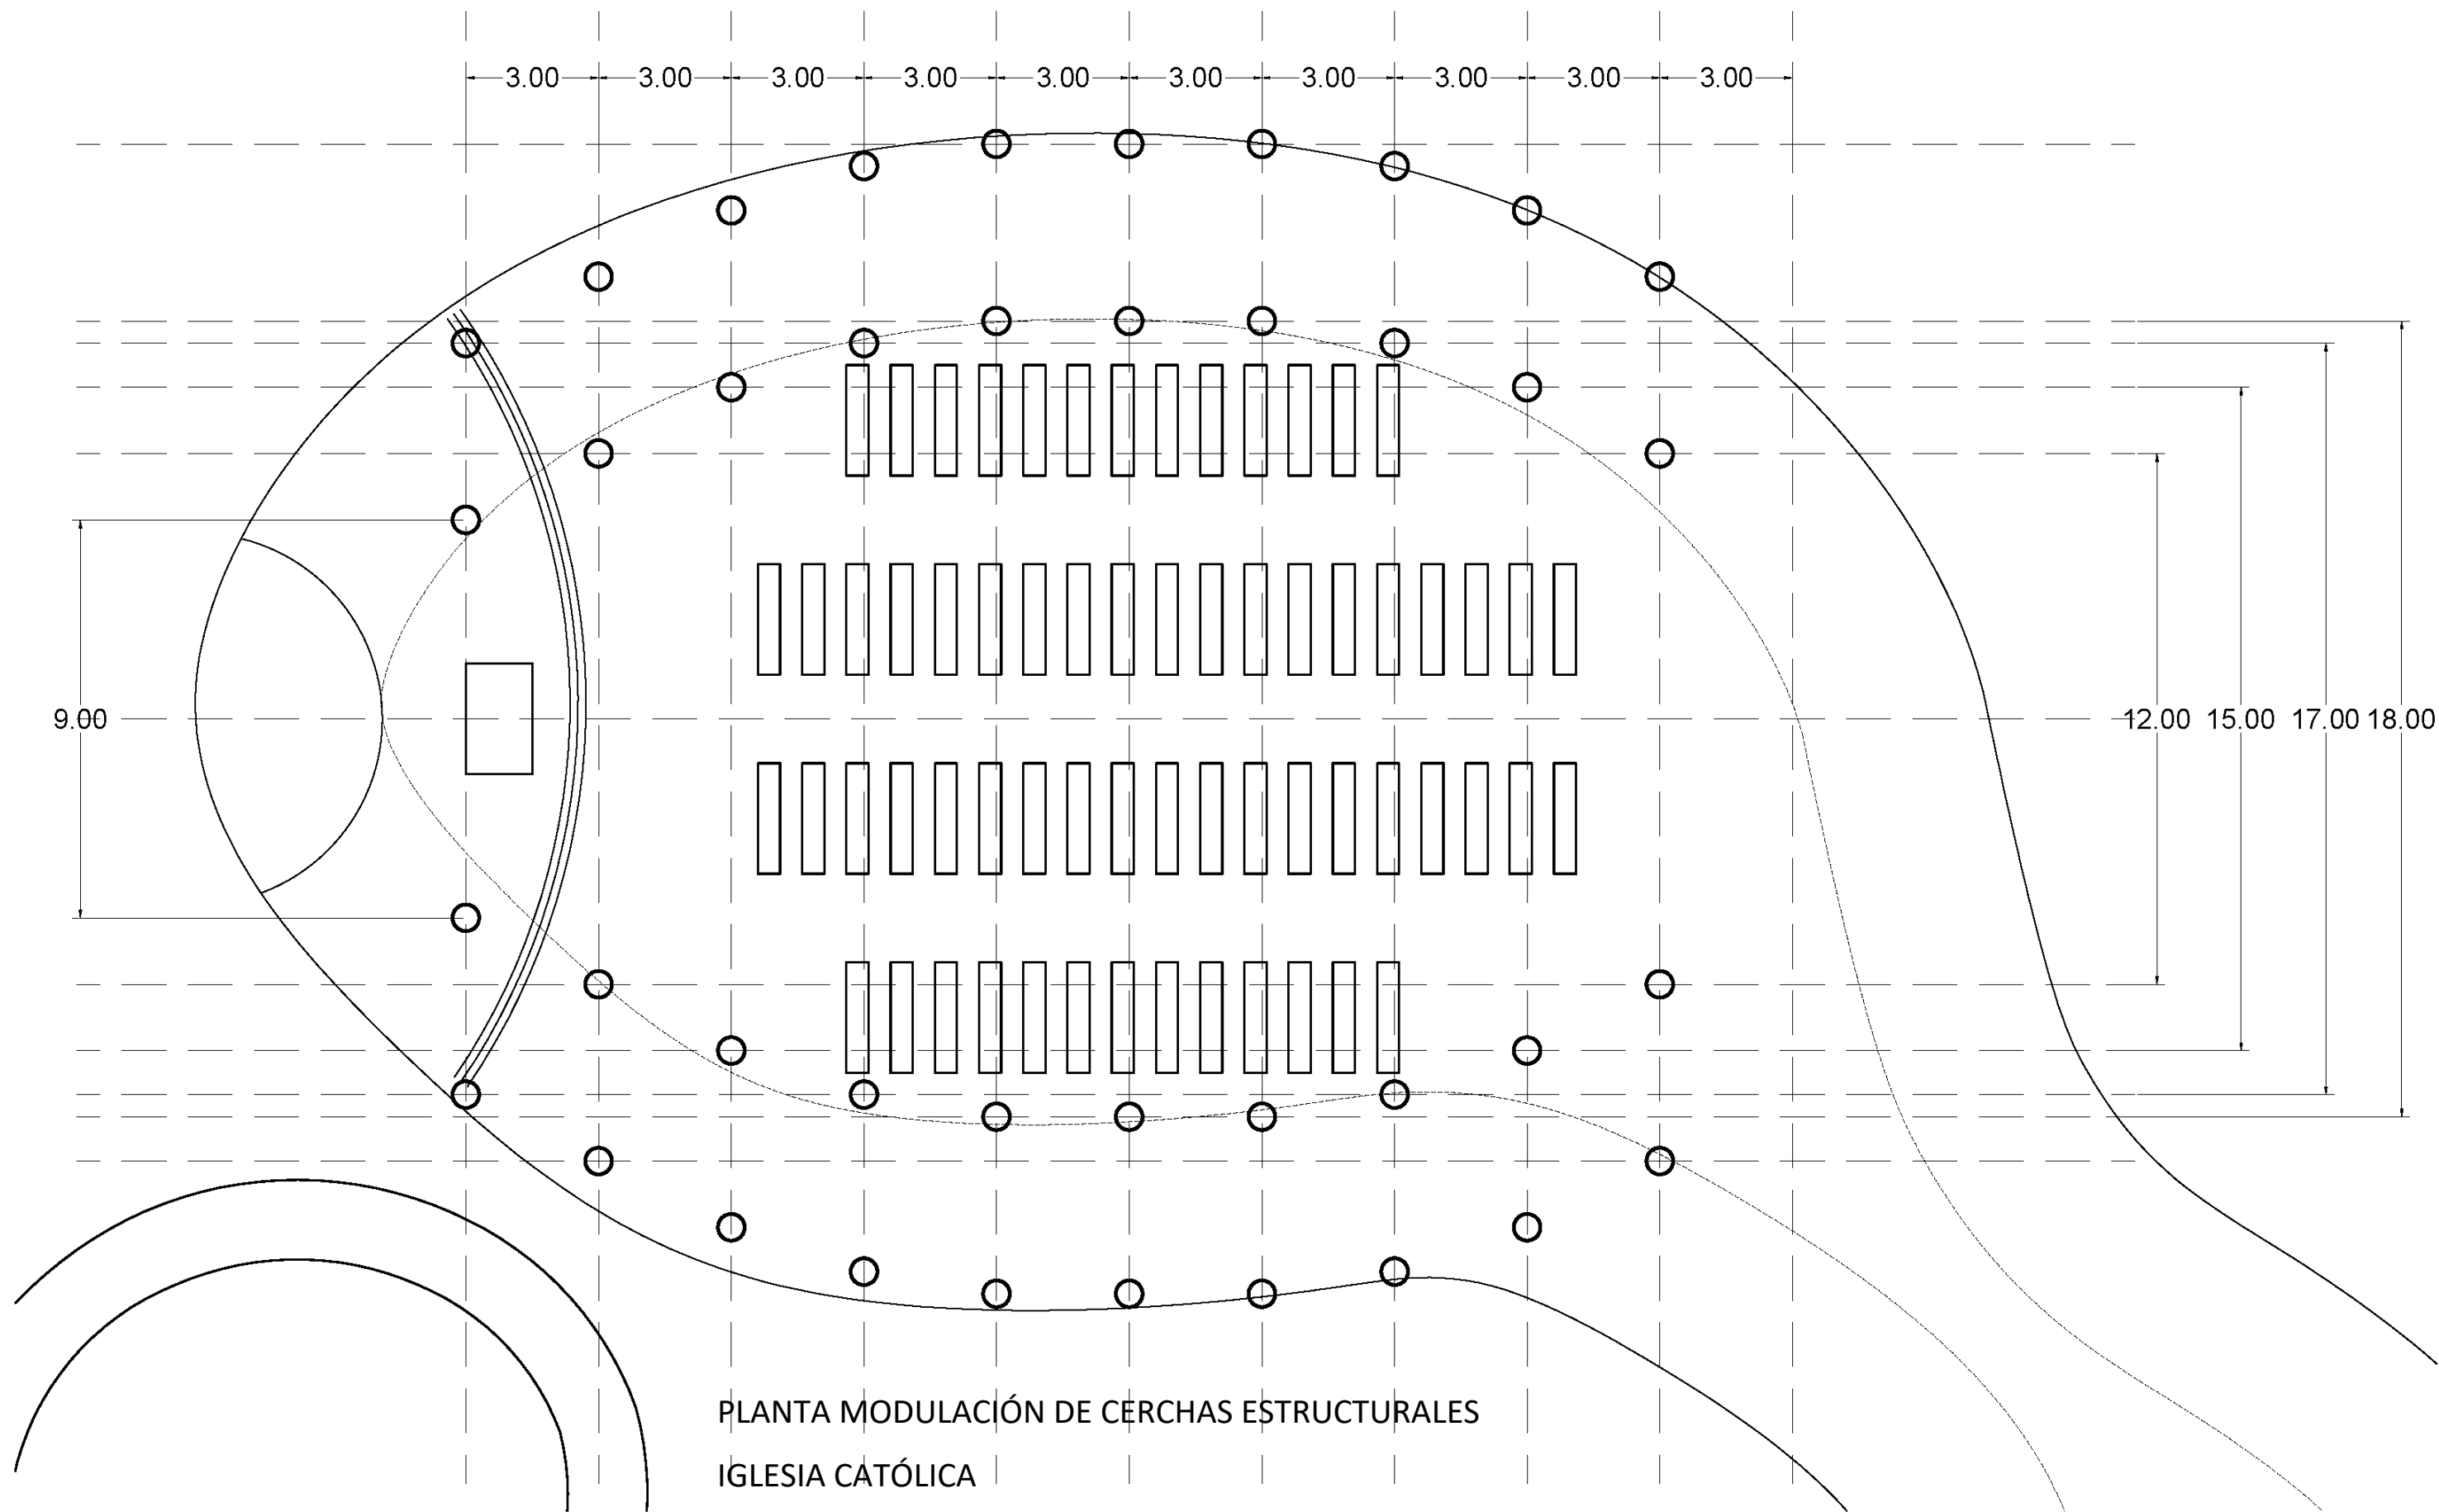 3.00 3.00 3.00 3.00 3.00 3.00 3.00 3.00 3.00 3.00
9.00 12.00 15.00 17.00 18.00
PLANTA MODULACIÓN DE CERCHAS ESTRUCTURALES
IGLESIA CATÓLICA